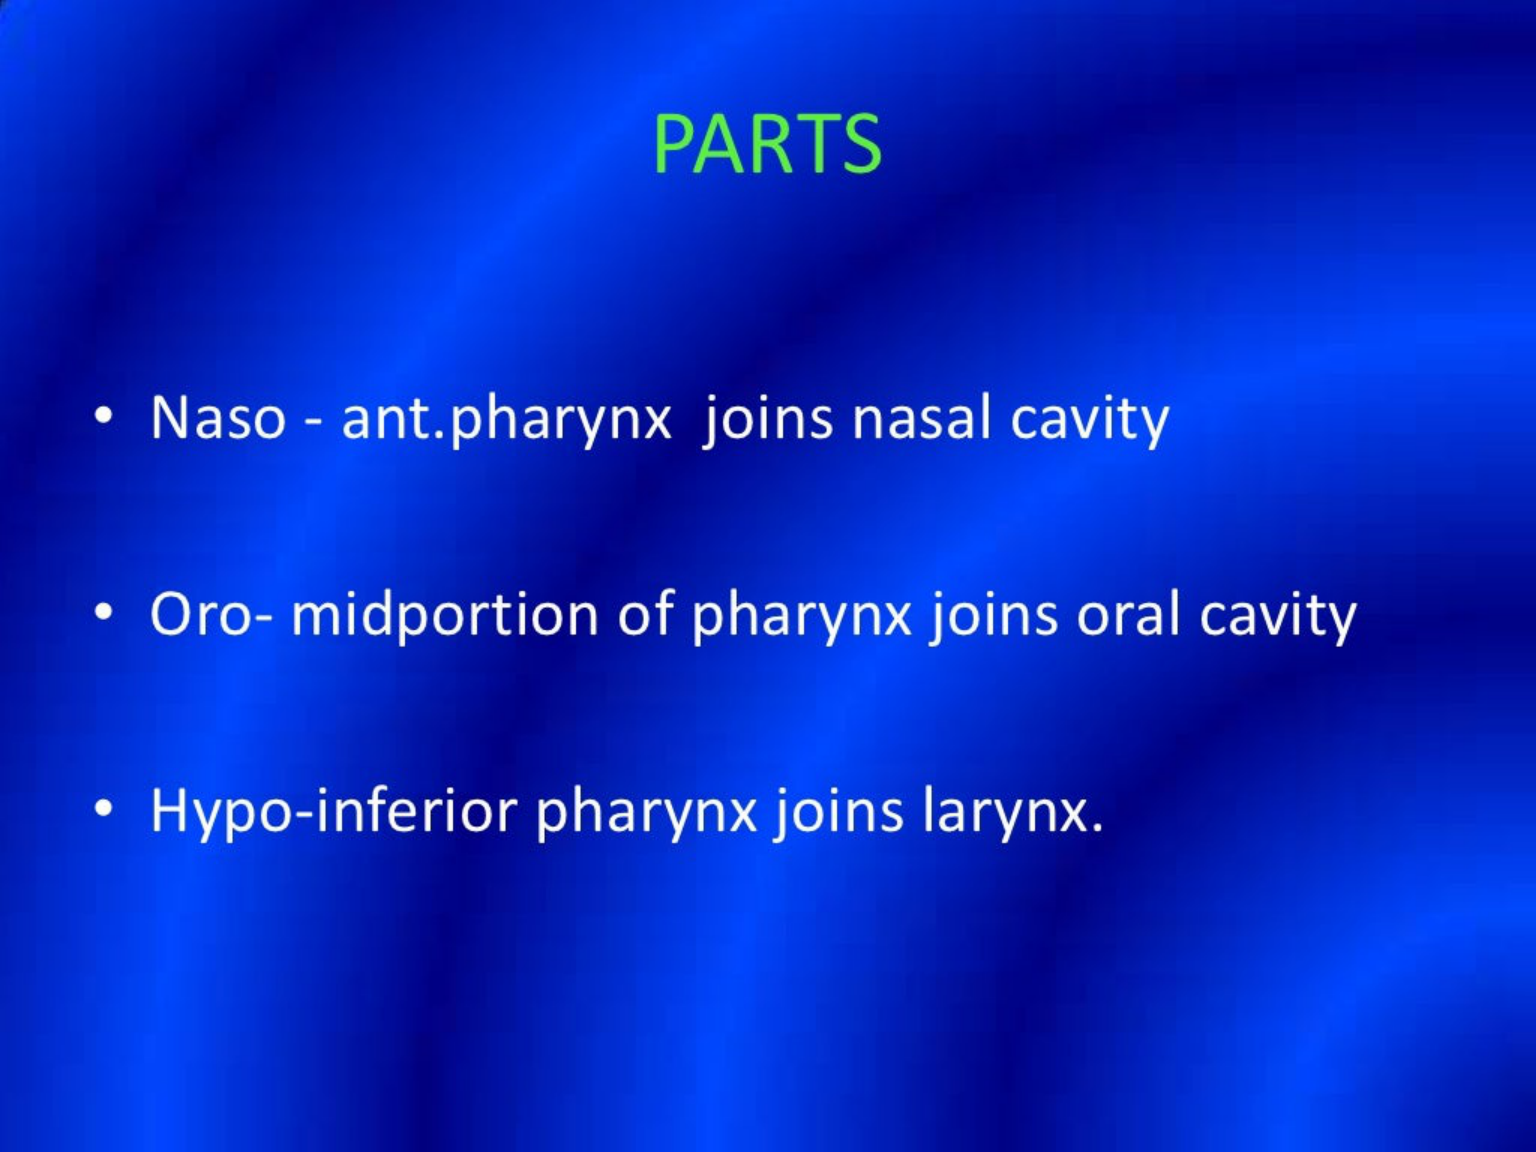 PARTS
• Naso - ant.pharynx  joins nasal cavity
• Oro- midportion of pharynx joins oral cavity
• Hypo-inferior pharynx joins larynx.